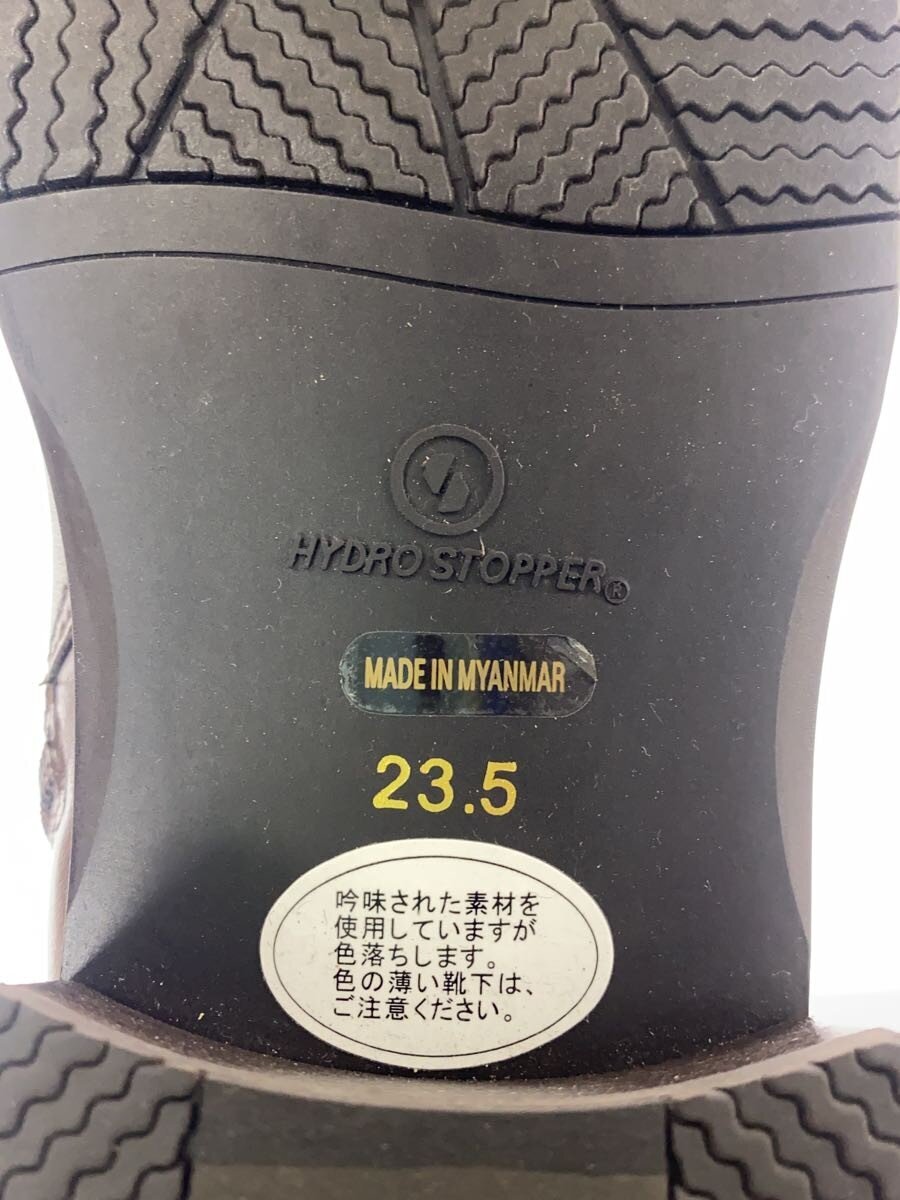 HYDRO STOPPER®
MADE IN MYANMAR
23.5
吟味された素材を
使用していますが
色落ちします。
色の薄い靴下は、
ご注意ください。